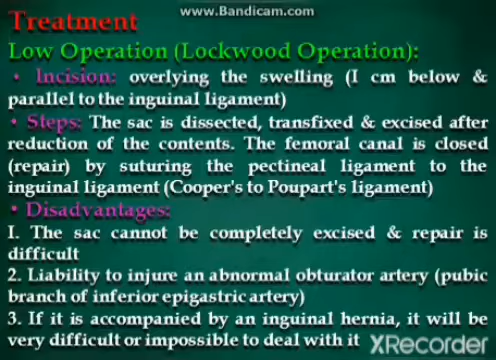 www.Bandicam.com
Treatment
Low Operation (Lockwood Operation):
• Incision: overlying the swelling (I cm below &
parallel to the inguinal ligament)
• Steps: The sac is dissected, transfixed & excised after
reduction of the contents. The femoral canal is closed
(repair) by suturing the pectineal ligament to the
inguinal ligament (Cooper's to Poupart's ligament)
• Disadvantages:
I. The sac cannot be completely excised & repair is
difficult
2. Liability to injure an abnormal obturator artery (pubic
branch of inferior epigastric artery)
3. If it is accompanied by an inguinal hernia, it will be
very difficult or impossible to deal with it
XRecorder